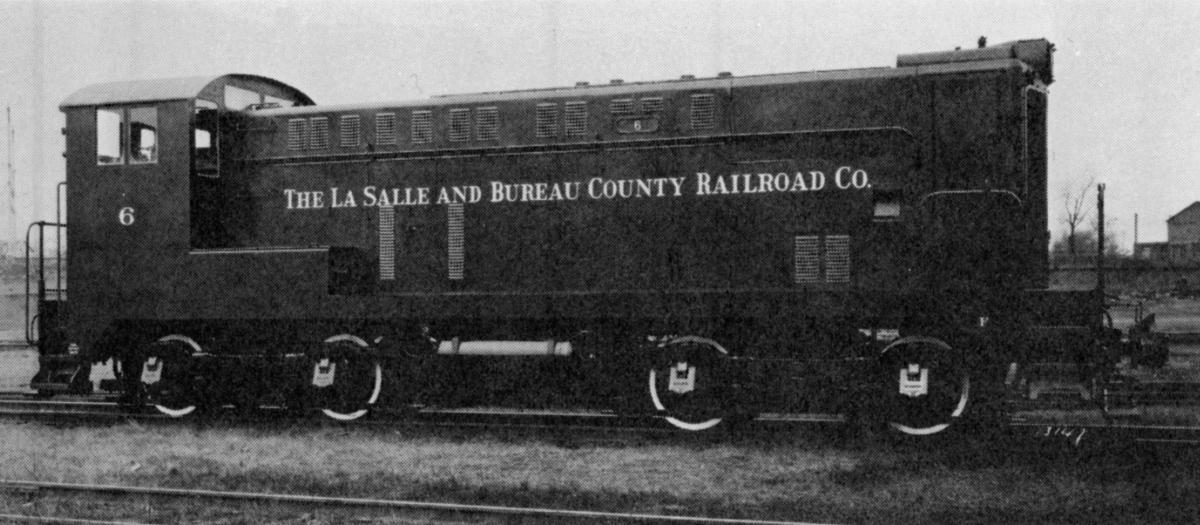 6
THE LA SALLE AND BUREAU COUNTY RAILROAD CO.
6
F